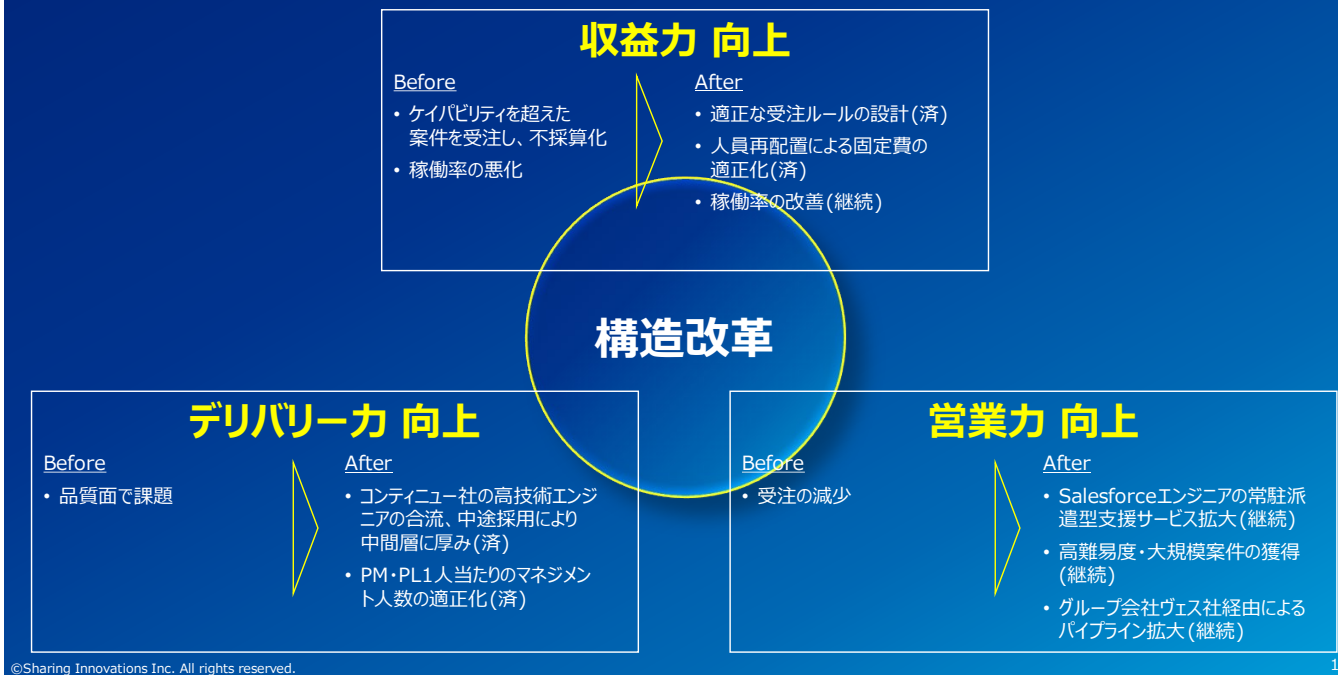 収益力 向上
Before
• ケイパビリティを超えた
案件を受注し、不採算化
• 稼働率の悪化
After
• 適正な受注ルールの設計(済)
• 人員再配置による固定費の
適正化(済)
• 稼働率の改善(継続)
構造改革
デリバリー力 向上
Before
• 品質面で課題
After
• コンティニュー社の高技術エンジ
ニアの合流、中途採用により
中間層に厚み(済)
• PM・PL1人当たりのマネジメン
ト人数の適正化(済)
営業力 向上
Before
• 受注の減少
After
• Salesforceエンジニアの常駐派
遣型支援サービス拡大(継続)
• 高難易度・大規模案件の獲得
(継続)
• グループ会社ヴェス社経由による
パイプライン拡大(継続)
©Sharing Innovations Inc. All rights reserved.